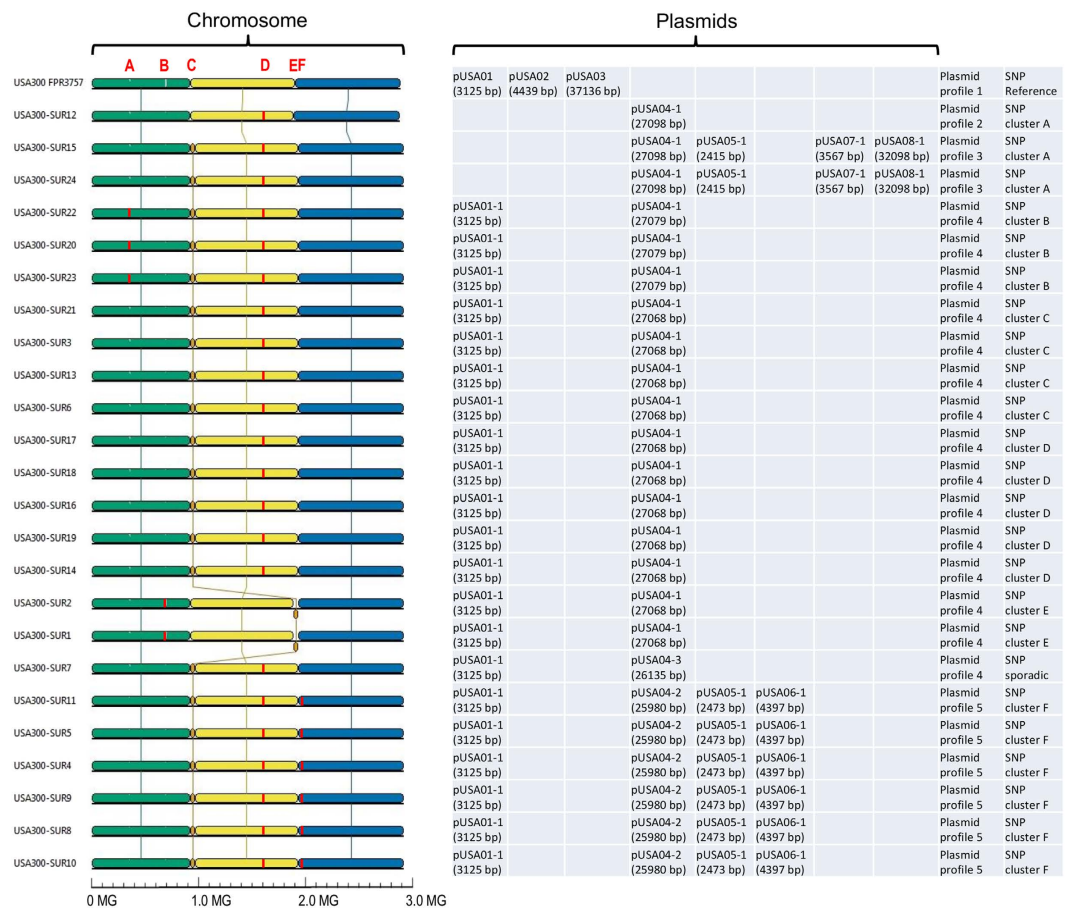 Chromosome
Plasmids
A B C D EF
USA300 FPR3757 pUSA01 pUSA02 pUSA03 Plasmid SNP
(3125 bp) (4439 bp) (37136 bp) profile 1 Reference
USA300-SUR12 pUSA04-1 Plasmid SNP
(27098 bp) profile 2 cluster A
USA300-SUR15 pUSA04-1 pUSA05-1 pUSA07-1 pUSA08-1 Plasmid SNP
(27098 bp) (2415 bp) (3567 bp) (32098 bp) profile 3 cluster A
USA300-SUR24 pUSA04-1 pUSA05-1 pUSA07-1 pUSA08-1 Plasmid SNP
(27098 bp) (2415 bp) (3567 bp) (32098 bp) profile 3 cluster A
USA300-SUR22 pUSA01-1 pUSA04-1 Plasmid SNP
(3125 bp) (27079 bp) profile 4 cluster B
USA300-SUR20 pUSA01-1 pUSA04-1 Plasmid SNP
(3125 bp) (27079 bp) profile 4 cluster B
USA300-SUR23 pUSA01-1 pUSA04-1 Plasmid SNP
(3125 bp) (27079 bp) profile 4 cluster B
USA300-SUR21 pUSA01-1 pUSA04-1 Plasmid SNP
(3125 bp) (27068 bp) profile 4 cluster C
USA300-SUR3 pUSA01-1 pUSA04-1 Plasmid SNP
(3125 bp) (27068 bp) profile 4 cluster C
USA300-SUR13 pUSA01-1 pUSA04-1 Plasmid SNP
(3125 bp) (27068 bp) profile 4 cluster C
USA300-SUR6 pUSA01-1 pUSA04-1 Plasmid SNP
(3125 bp) (27068 bp) profile 4 cluster C
USA300-SUR17 pUSA01-1 pUSA04-1 Plasmid SNP
(3125 bp) (27068 bp) profile 4 cluster D
USA300-SUR18 pUSA01-1 pUSA04-1 Plasmid SNP
(3125 bp) (27068 bp) profile 4 cluster D
USA300-SUR16 pUSA01-1 pUSA04-1 Plasmid SNP
(3125 bp) (27068 bp) profile 4 cluster D
USA300-SUR19 pUSA01-1 pUSA04-1 Plasmid SNP
(3125 bp) (27068 bp) profile 4 cluster D
USA300-SUR14 pUSA01-1 pUSA04-1 Plasmid SNP
(3125 bp) (27068 bp) profile 4 cluster D
USA300-SUR2 pUSA01-1 pUSA04-1 Plasmid SNP
(3125 bp) (27068 bp) profile 4 cluster E
USA300-SUR1 pUSA01-1 pUSA04-1 Plasmid SNP
(3125 bp) (27068 bp) profile 4 cluster E
USA300-SUR7 pUSA01-1 pUSA04-3 Plasmid SNP
(3125 bp) (26135 bp) profile 4 sporadic
USA300-SUR11 pUSA01-1 pUSA04-2 pUSA05-1 pUSA06-1 Plasmid SNP
(3125 bp) (25980 bp) (2473 bp) (4397 bp) profile 5 cluster F
USA300-SUR5 pUSA01-1 pUSA04-2 pUSA05-1 pUSA06-1 Plasmid SNP
(3125 bp) (25980 bp) (2473 bp) (4397 bp) profile 5 cluster F
USA300-SUR4 pUSA01-1 pUSA04-2 pUSA05-1 pUSA06-1 Plasmid SNP
(3125 bp) (25980 bp) (2473 bp) (4397 bp) profile 5 cluster F
USA300-SUR9 pUSA01-1 pUSA04-2 pUSA05-1 pUSA06-1 Plasmid SNP
(3125 bp) (25980 bp) (2473 bp) (4397 bp) profile 5 cluster F
USA300-SUR8 pUSA01-1 pUSA04-2 pUSA05-1 pUSA06-1 Plasmid SNP
(3125 bp) (25980 bp) (2473 bp) (4397 bp) profile 5 cluster F
USA300-SUR10 pUSA01-1 pUSA04-2 pUSA05-1 pUSA06-1 Plasmid SNP
(3125 bp) (25980 bp) (2473 bp) (4397 bp) profile 5 cluster F
0 MG 1.0 MG 2.0 MG 3.0 MG